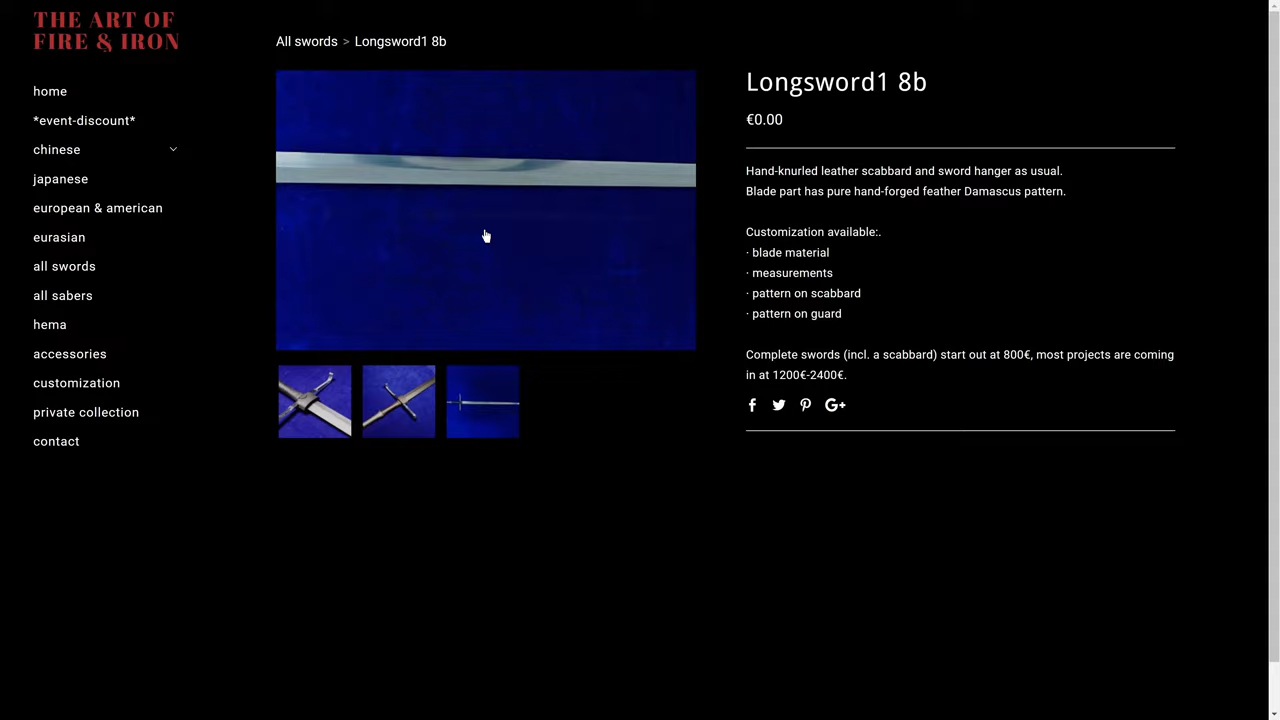 THE ART OF
FIRE & IRON
home
*event-discount*
chinese
japanese
european & american
eurasian
all swords
all sabers
hema
accessories
customization
private collection
contact
All swords > Longsword1 8b
Longsword1 8b
€0.00
Hand-knurled leather scabbard and sword hanger as usual.
Blade part has pure hand-forged feather Damascus pattern.
Customization available:.
· blade material
· measurements
· pattern on scabbard
· pattern on guard
Complete swords (incl. a scabbard) start out at 800€, most projects are coming
in at 1200€-2400€.